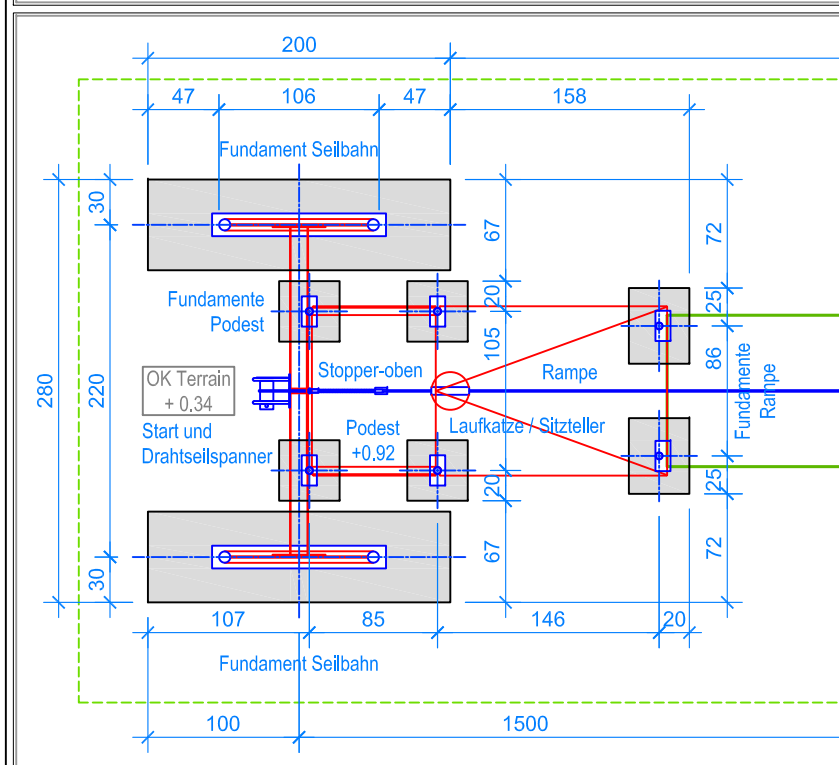 200
47
106
47
158
Fundament Seilbahn
30
67
72
Fundamente
Podest
20
25
280
220
105
86
OK Terrain
+ 0.34
Stopper-oben
Rampe
Fundamente
Rampe
Start und
Drahtseilspanner
Podest
+0.92
Laufkatze / Sitzteller
20
25
30
67
72
107
85
146
20
Fundament Seilbahn
100
1500